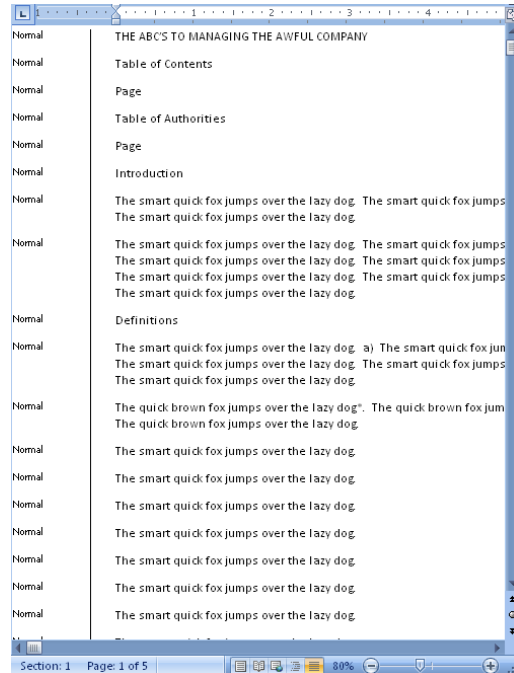 L 1 1 2 3 4
Normal THE ABC'S TO MANAGING THE AWFUL COMPANY
Normal Table of Contents
Normal Page
Normal Table of Authorities
Normal Page
Normal Introduction
Normal The smart quick fox jumps over the lazy dog. The smart quick fox jumps
The smart quick fox jumps over the lazy dog.
Normal The smart quick fox jumps over the lazy dog. The smart quick fox jumps
The smart quick fox jumps over the lazy dog. The smart quick fox jumps
The smart quick fox jumps over the lazy dog. The smart quick fox jumps
The smart quick fox jumps over the lazy dog.
Normal Definitions
Normal The smart quick fox jumps over the lazy dog. a) The smart quick fox jum
The smart quick fox jumps over the lazy dog. The smart quick fox jumps
The smart quick fox jumps over the lazy dog.
Normal The quick brown fox jumps over the lazy dog". The quick brown fox jum
The quick brown fox jumps over the lazy dog.
Normal The smart quick fox jumps over the lazy dog.
Normal The smart quick fox jumps over the lazy dog.
Normal The smart quick fox jumps over the lazy dog.
Normal The smart quick fox jumps over the lazy dog.
Normal The smart quick fox jumps over the lazy dog.
Normal The smart quick fox jumps over the lazy dog.
Normal The smart quick fox jumps over the lazy dog.
Section: 1 Page: 1 of 5 80%